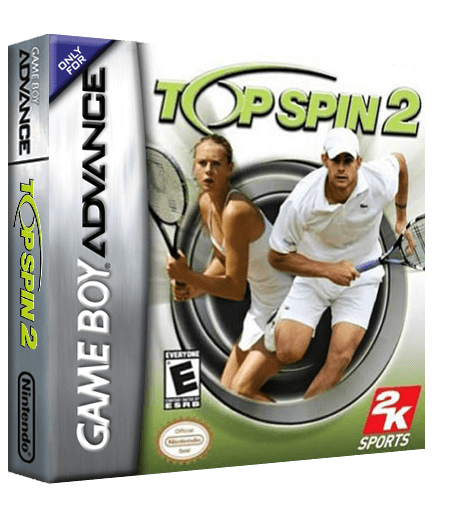 GAME BOY
ADVANCE
TOP SPIN 2
Nintendo
ONLY
FOR
GAME BOY ADVANCE
TOP SPIN 2
EVERYONE
E
ESRB
Official
Nintendo
Seal
2K
SPORTS